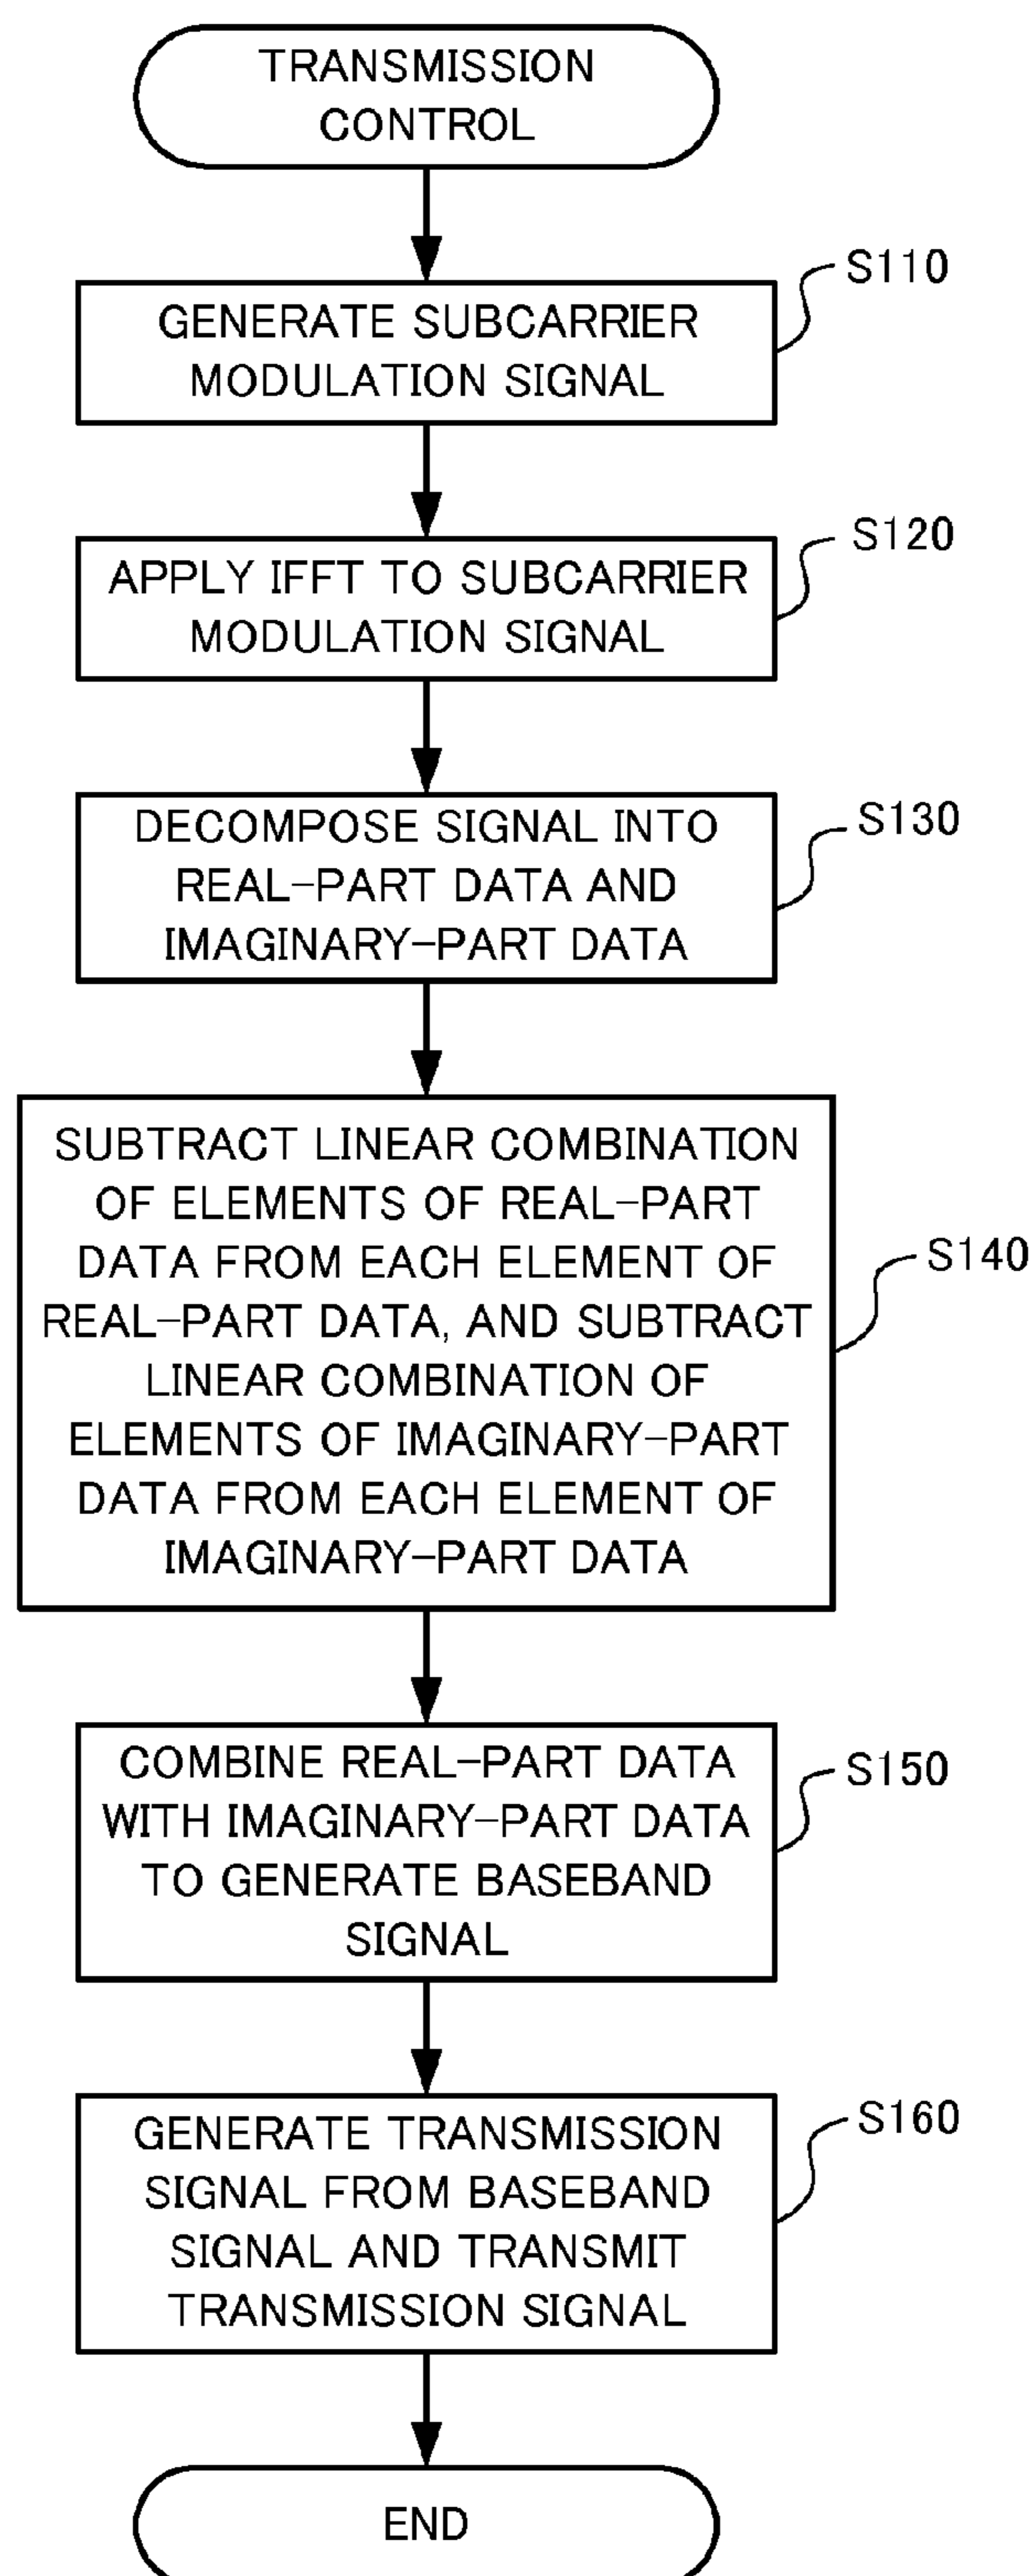 TRANSMISSION
CONTROL
S110
GENERATE SUBCARRIER
MODULATION SIGNAL
S120
APPLY IFFT TO SUBCARRIER
MODULATION SIGNAL
S130
DECOMPOSE SIGNAL INTO
REAL-PART DATA AND
IMAGINARY-PART DATA
S140
SUBTRACT LINEAR COMBINATION
OF ELEMENTS OF REAL-PART
DATA FROM EACH ELEMENT OF
REAL-PART DATA, AND SUBTRACT
LINEAR COMBINATION OF
ELEMENTS OF IMAGINARY-PART
DATA FROM EACH ELEMENT OF
IMAGINARY-PART DATA
S150
COMBINE REAL-PART DATA
WITH IMAGINARY-PART DATA
TO GENERATE BASEBAND
SIGNAL
S160
GENERATE TRANSMISSION
SIGNAL FROM BASEBAND
SIGNAL AND TRANSMIT
TRANSMISSION SIGNAL
END